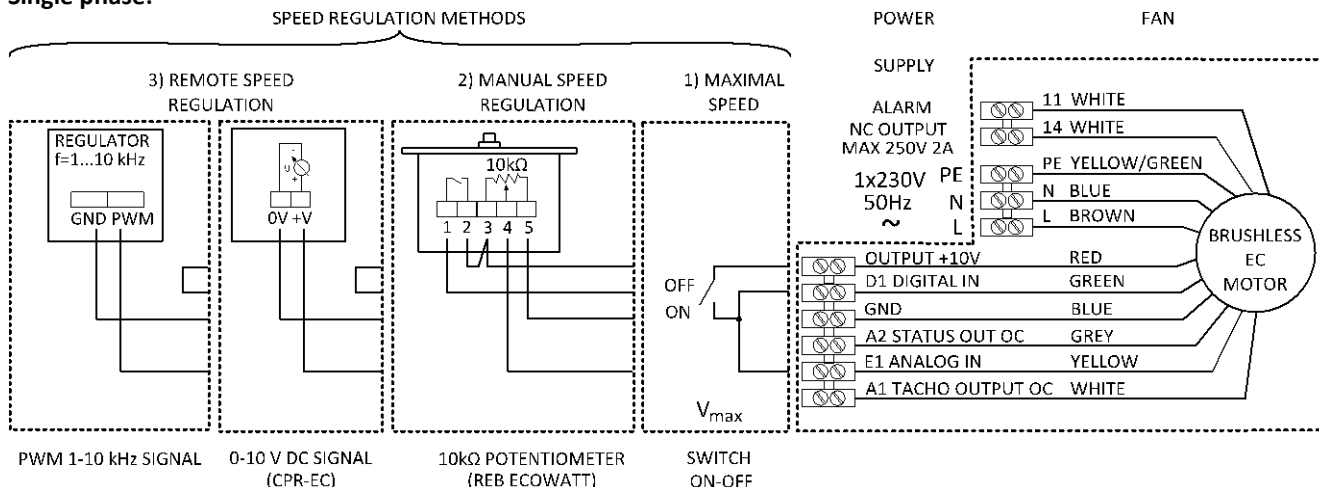 Single phase:
SPEED REGULATION METHODS
POWER
SUPPLY
FAN
3) REMOTE SPEED
REGULATION
2) MANUAL SPEED
REGULATION
1) MAXIMAL
SPEED
REGULATOR
f=1...10 kHz
GND PWM
- U +
0V +V
10kΩ
1 2 3 4 5
OFF
ON
Vmax
ALARM
NC OUTPUT
MAX 250V 2A
1x230V
50Hz
~
PE
N
L
11 WHITE
14 WHITE
PE YELLOW/GREEN
N BLUE
L BROWN
OUTPUT +10V RED
D1 DIGITAL IN GREEN
GND BLUE
A2 STATUS OUT OC GREY
E1 ANALOG IN YELLOW
A1 TACHO OUTPUT OC WHITE
BRUSHLESS
EC
MOTOR
PWM 1-10 kHz SIGNAL
0-10 V DC SIGNAL
(CPR-EC)
10kΩ POTENTIOMETER
(REB ECOWATT)
SWITCH
ON-OFF